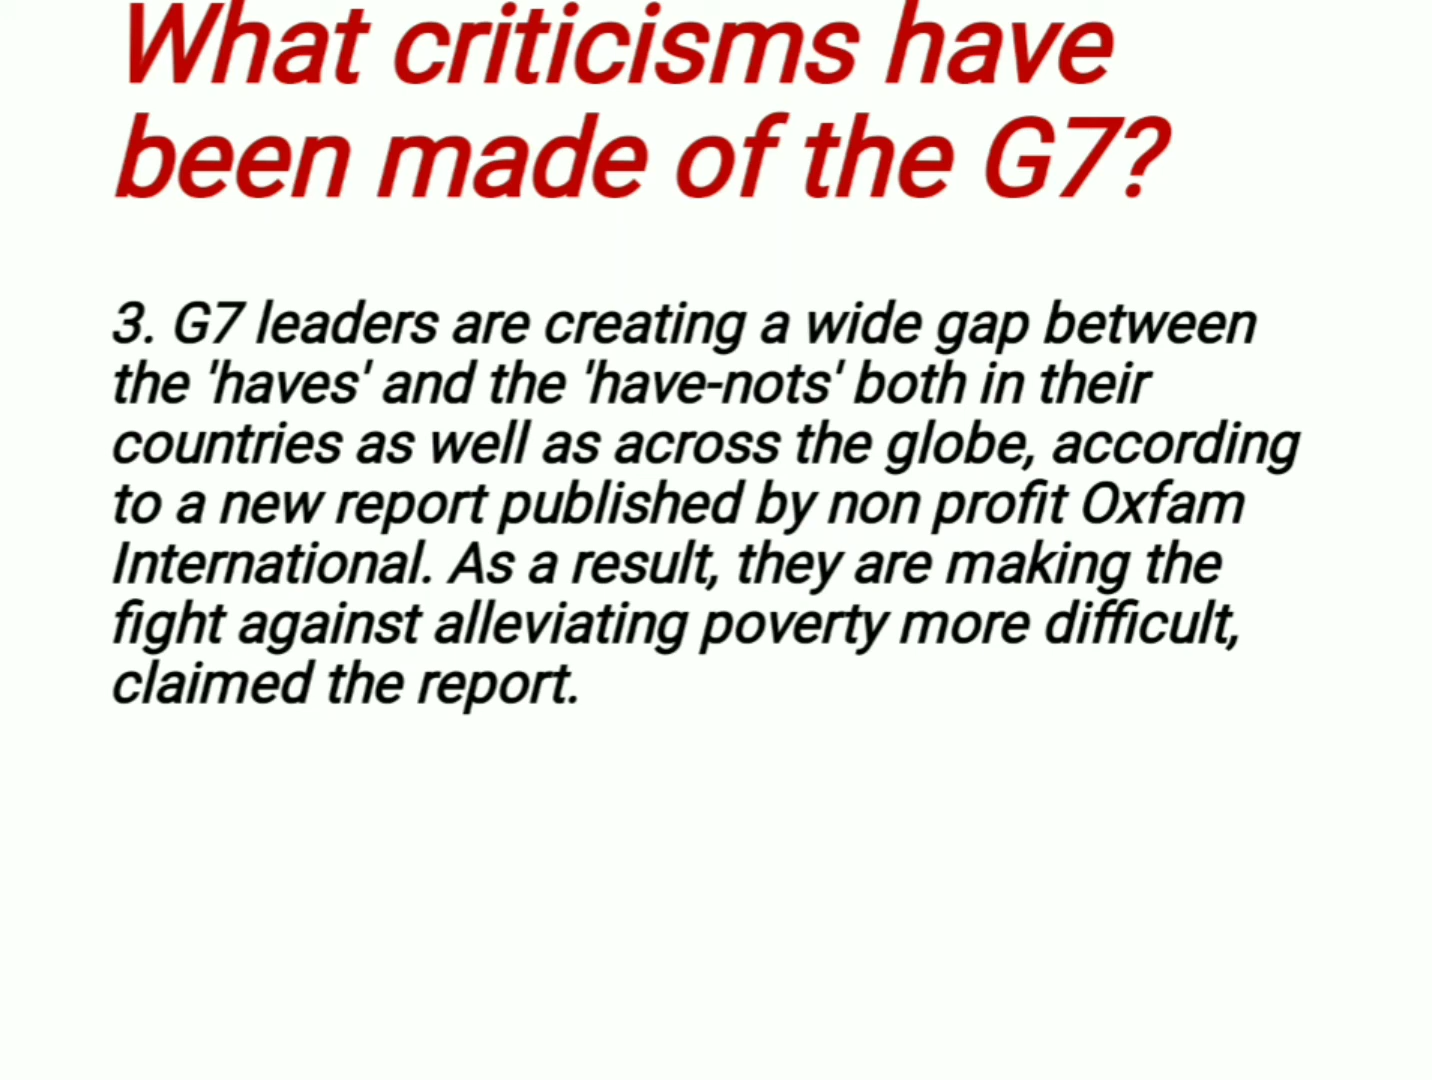 What criticisms have
been made of the G7?
3. G7 leaders are creating a wide gap between
the 'haves' and the 'have-nots' both in their
countries as well as across the globe, according
to a new report published by non profit Oxfam
International. As a result, they are making the
fight against alleviating poverty more difficult,
claimed the report.